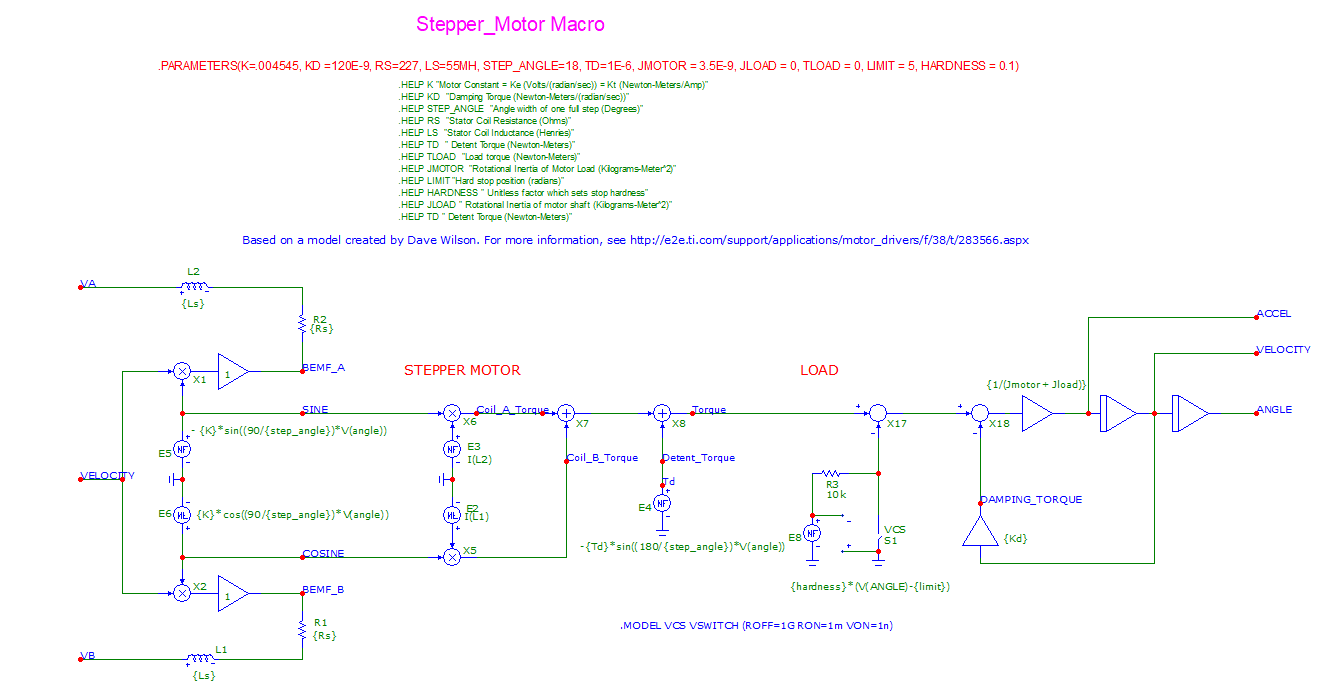 Stepper_Motor Macro
.PARAMETERS(K=.004545, KD =120E-9, RS=227, LS=55MH, STEP_ANGLE=18, TD=1E-6, JMOTOR = 3.5E-9, JLOAD = 0, TLOAD = 0, LIMIT = 5, HARDNESS = 0.1)
.HELP K "Motor Constant = Ke (Volts/(radian/sec)) = Kt (Newton-Meters/Amp)"
.HELP KD "Damping Torque (Newton-Meters/(radian/sec))"
.HELP STEP_ANGLE "Angle width of one full step (Degrees)"
.HELP RS "Stator Coil Resistance (Ohms)"
.HELP LS "Stator Coil Inductance (Henries)"
.HELP TD " Detent Torque (Newton-Meters)"
.HELP TLOAD "Load torque (Newton-Meters)"
.HELP JMOTOR "Rotational Inertia of Motor Load (Kilograms-Meter^2)"
.HELP LIMIT "Hard stop position (radians)"
.HELP HARDNESS " Unitless factor which sets stop hardness"
.HELP JLOAD " Rotational Inertia of motor shaft (Kilograms-Meter^2)"
.HELP TD " Detent Torque (Newton-Meters)"
Based on a model created by Dave Wilson. For more information, see http://e2e.ti.com/support/applications/motor_drivers/f/38/t/283566.aspx
L2
VA
{Ls}
R2
{Rs}
ACCEL
VELOCITY
BEMF_A
X1
1
STEPPER MOTOR
LOAD
{1/(Jmotor + Jload)}
SINE
Coil_A_Torque
Torque
ANGLE
X6
X7
X8
X17
X18
- {K}*sin((90/{step_angle})*V(angle))
E5
NF
E3
NF
I(L2)
Coil_B_Torque
Detent_Torque
VELOCITY
Td
R3
10k
DAMPING_TORQUE
E6
NF
{K}*cos((90/{step_angle})*V(angle))
E2
NF
I(L1)
E4
NF
E8
NF
VCS
S1
{Kd}
-{Td}*sin((180/{step_angle})*V(angle))
COSINE
X5
X2
1
BEMF_B
{hardness}*(V(ANGLE)-{limit})
R1
{Rs}
.MODEL VCS VSWITCH (ROFF=1G RON=1m VON=1n)
L1
VB
{Ls}